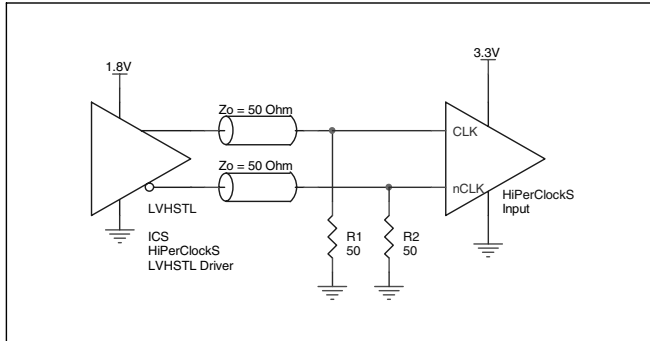 1.8V
3.3V
Zo = 50 Ohm
CLK
Zo = 50 Ohm
nCLK
HiPerClockS
Input
LVHSTL
ICS
HiPerClockS
LVHSTL Driver
R1
50
R2
50